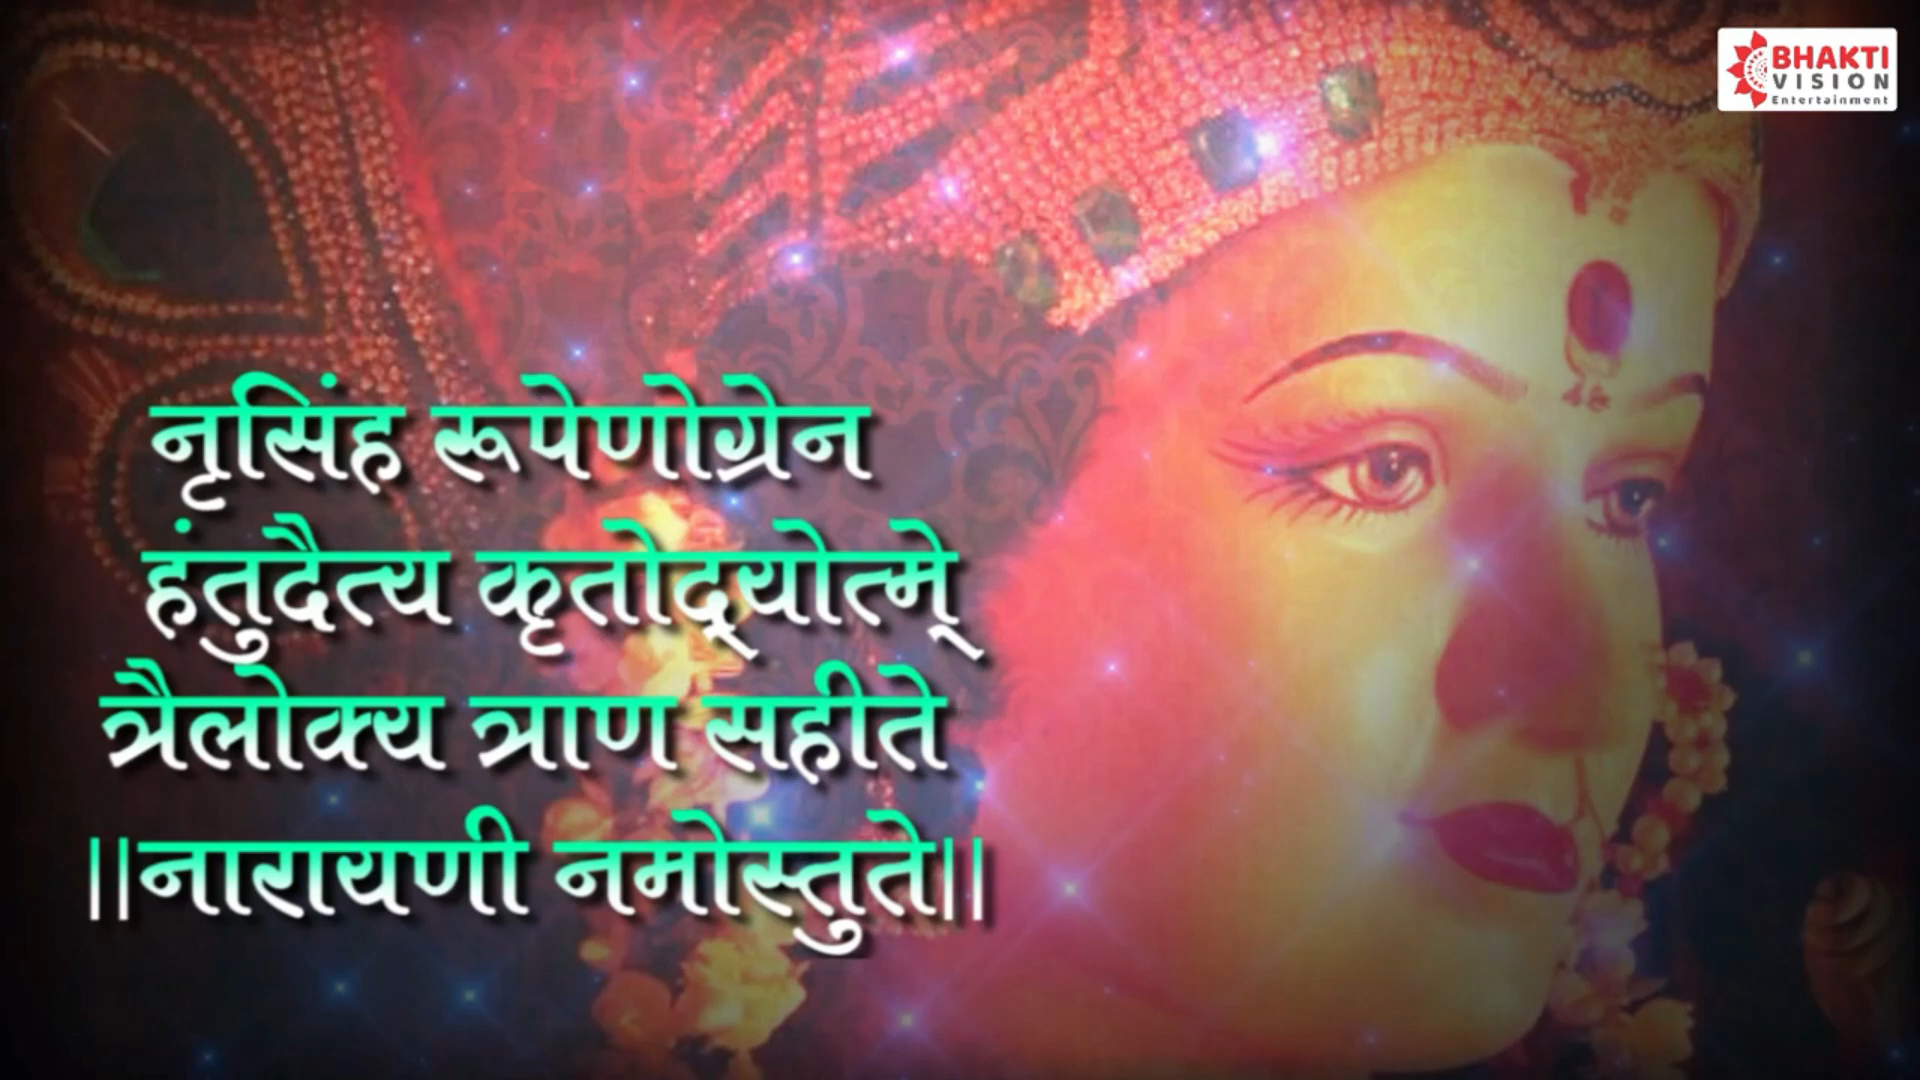 नृसिंह रूपेणोग्रेन
हंतुदैत्य कृतोद्र्योत्मे्
त्रैलोक्य त्राण सहीते
||नारायणी नमोस्तुते||
BHAKTI
VISION
Entertainment